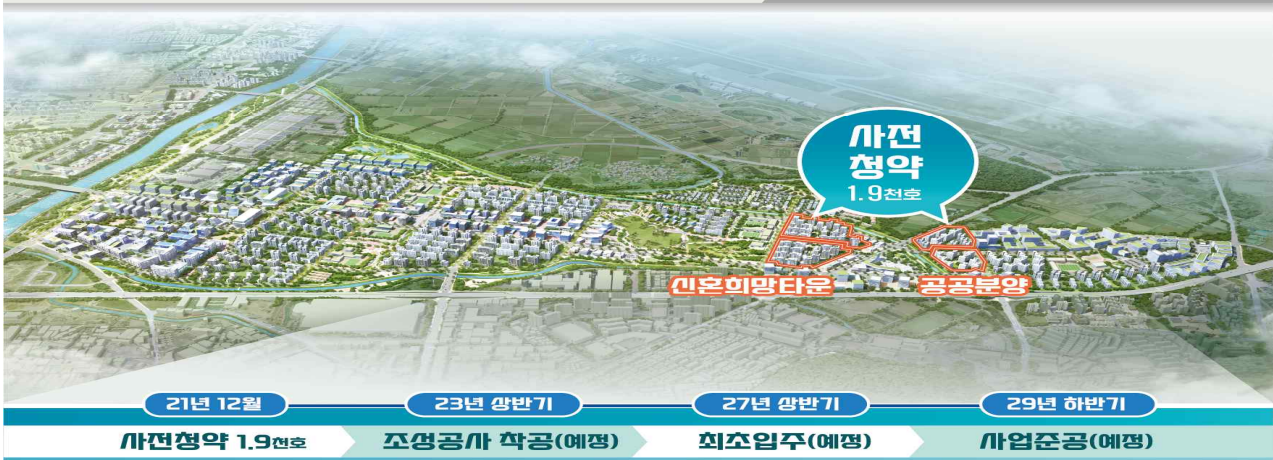 사전
청약
1.9천호
신혼희망타운
공공분양
21년 12월
23년 상반기
27년 상반기
29년 하반기
사전청약 1.9천호
조성공사 착공(예정)
최초입주(예정)
사업준공(예정)